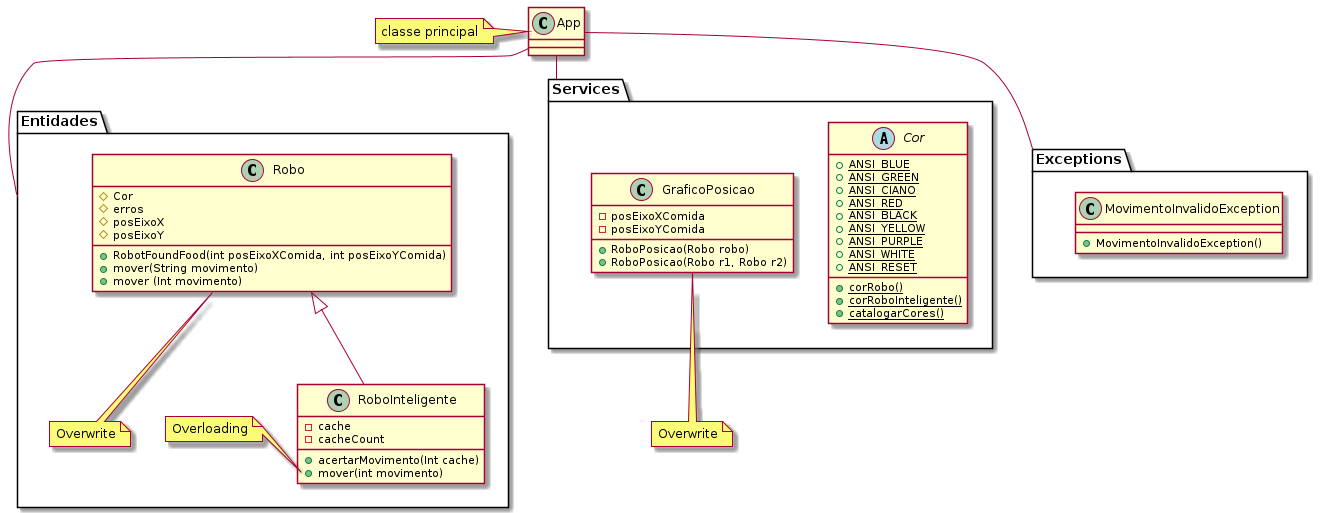 classe principal
C App
Entidades
C Robo
Cor
erros
posEixoX
posEixoY
RobotFoundFood(int posEixoXComida, int posEixoYComida)
mover(String movimento)
mover (Int movimento)
Overwrite
Overloading
C RoboInteligente
cache
cacheCount
acertarMovimento(Int cache)
mover(int movimento)
Services
C GraficoPosicao
posEixoXComida
posEixoYComida
RoboPosicao(Robo robo)
RoboPosicao(Robo r1, Robo r2)
Overwrite
A Cor
ANSI_BLUE
ANSI_GREEN
ANSI_CIANO
ANSI_RED
ANSI_BLACK
ANSI_YELLOW
ANSI_PURPLE
ANSI_WHITE
ANSI_RESET
corRobo()
corRoboInteligente()
catalogarCores()
Exceptions
C MovimentoInvalidoException
MovimentoInvalidoException()